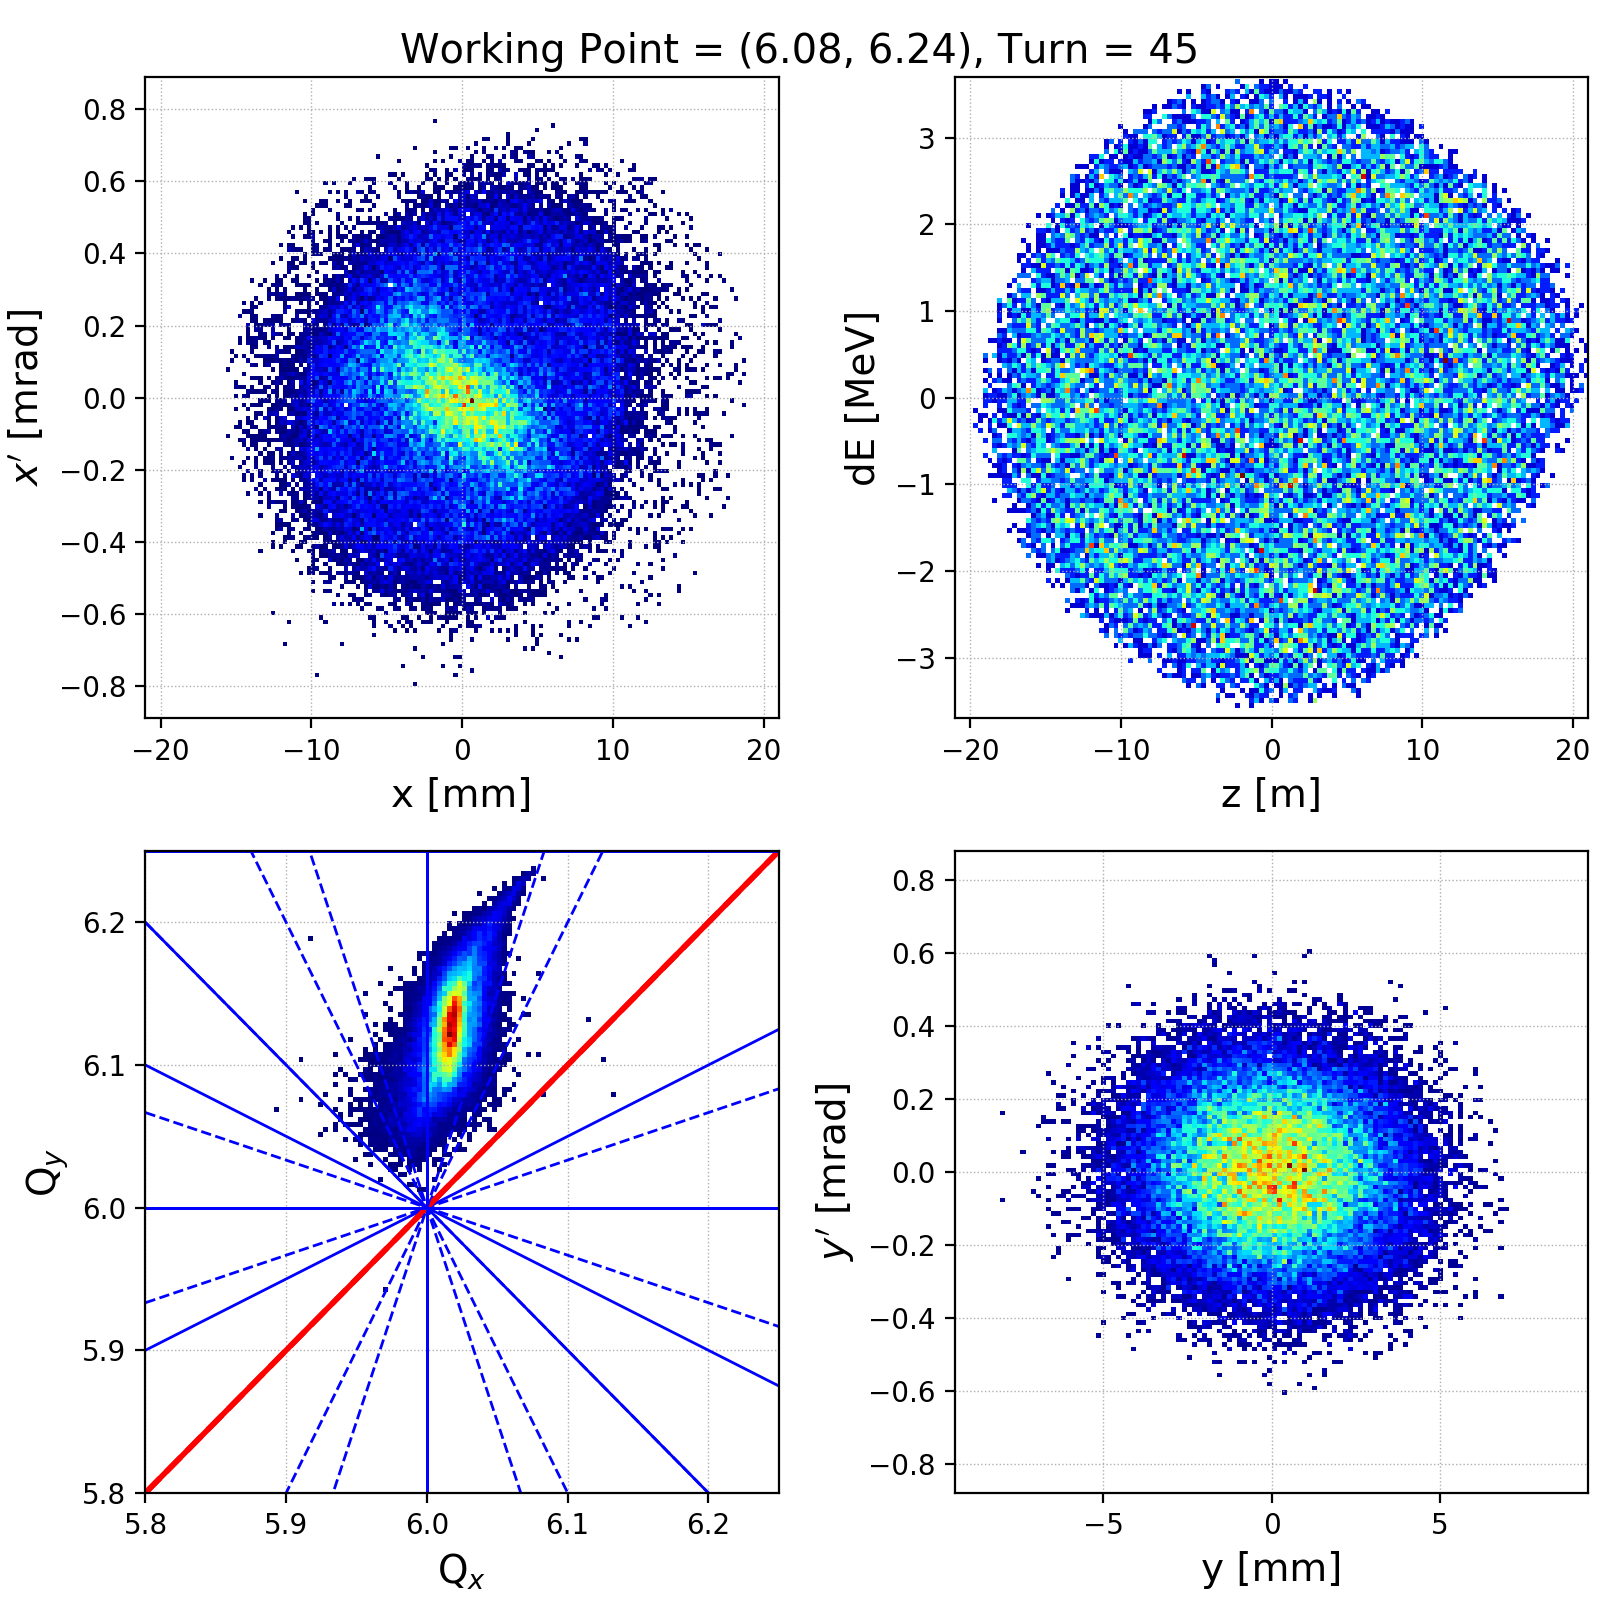 Working Point = (6.08, 6.24), Turn = 45
0.8
0.6
0.4
0.2
0.0
−0.2
−0.4
−0.6
−0.8
x′ [mrad]
−20 −10 0 10 20
x [mm]
3
2
1
0
−1
−2
−3
dE [MeV]
−20 −10 0 10 20
z [m]
6.2
6.1
6.0
5.9
5.8
Qy
5.8 5.9 6.0 6.1 6.2
Qx
0.8
0.6
0.4
0.2
0.0
−0.2
−0.4
−0.6
−0.8
y′ [mrad]
−5 0 5
y [mm]